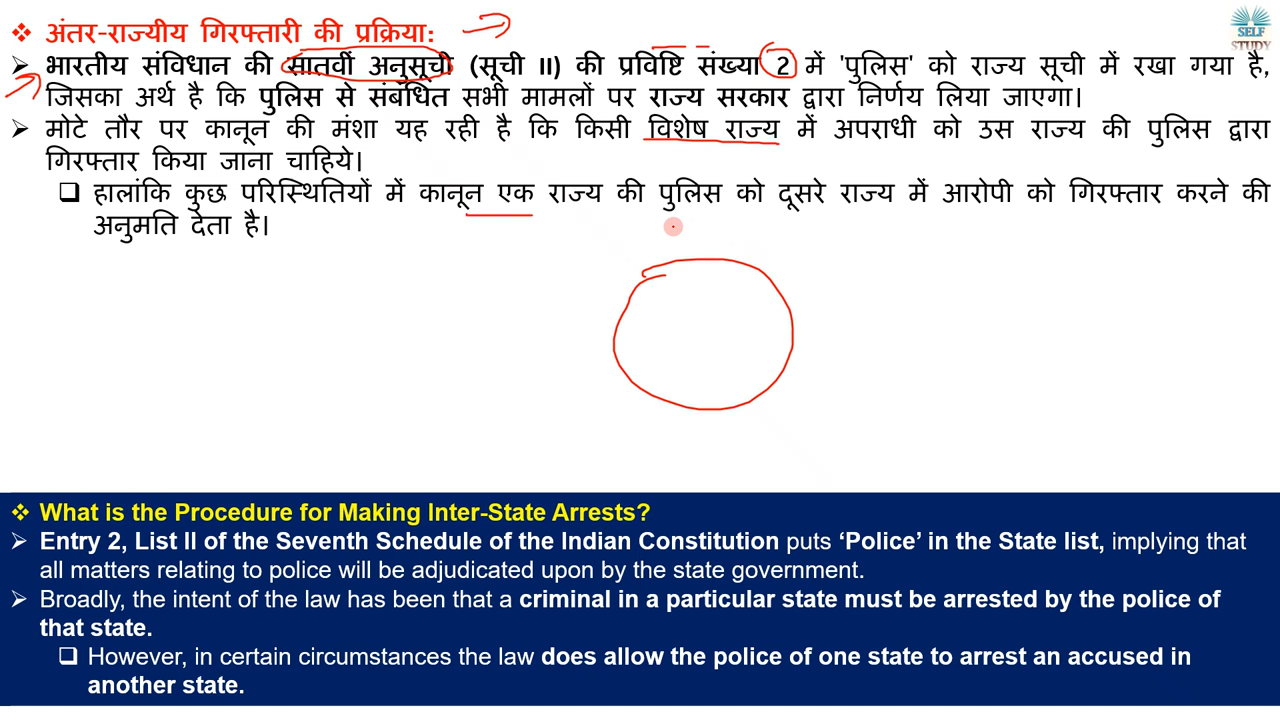 ❖ अंतर-राज्यीय गिरफ्तारी की प्रक्रिया:
SELF
STUDY
➤ भारतीय संविधान की सातवीं अनुसूची (सूची II) की प्रविष्टि संख्या 2 में 'पुलिस' को राज्य सूची में रखा गया है,
जिसका अर्थ है कि पुलिस से संबंधित सभी मामलों पर राज्य सरकार द्वारा निर्णय लिया जाएगा।
➤ मोटे तौर पर कानून की मंशा यह रही है कि किसी विशेष राज्य में अपराधी को उस राज्य की पुलिस द्वारा
गिरफ्तार किया जाना चाहिये।
❑ हालांकि कुछ परिस्थितियों में कानून एक राज्य की पुलिस को दूसरे राज्य में आरोपी को गिरफ्तार करने की
अनुमति देता है।
❖ What is the Procedure for Making Inter-State Arrests?
➤ Entry 2, List II of the Seventh Schedule of the Indian Constitution puts ‘Police’ in the State list, implying that
all matters relating to police will be adjudicated upon by the state government.
➤ Broadly, the intent of the law has been that a criminal in a particular state must be arrested by the police of
that state.
❑ However, in certain circumstances the law does allow the police of one state to arrest an accused in
another state.